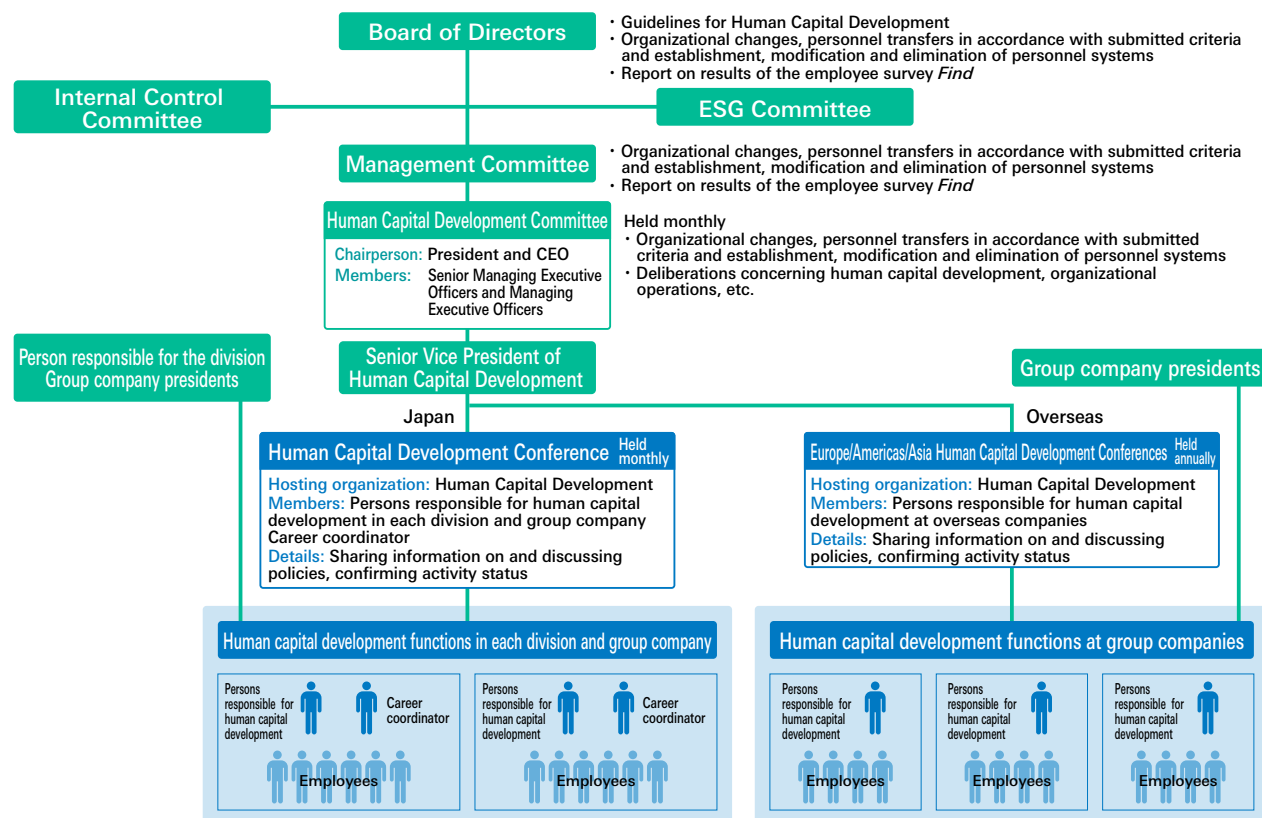 Board of Directors
・Guidelines for Human Capital Development
・Organizational changes, personnel transfers in accordance with submitted criteria
and establishment, modification and elimination of personnel systems
・Report on results of the employee survey Find
Internal Control
Committee
ESG Committee
Management Committee
・Organizational changes, personnel transfers in accordance with submitted criteria
and establishment, modification and elimination of personnel systems
・Report on results of the employee survey Find
Human Capital Development Committee
Chairperson: President and CEO
Members: Senior Managing Executive
Officers and Managing
Executive Officers
Held monthly
・Organizational changes, personnel transfers in accordance with submitted
criteria and establishment, modification and elimination of personnel systems
・Deliberations concerning human capital development, organizational
operations, etc.
Person responsible for the division
Group company presidents
Senior Vice President of
Human Capital Development
Group company presidents
Japan
Overseas
Human Capital Development Conference Held
monthly
Hosting organization: Human Capital Development
Members: Persons responsible for human capital
development in each division and group company
Career coordinator
Details: Sharing information on and discussing
policies, confirming activity status
Europe/Americas/Asia Human Capital Development Conferences Held
annually
Hosting organization: Human Capital Development
Members: Persons responsible for human capital
development at overseas companies
Details: Sharing information on and discussing
policies, confirming activity status
Human capital development functions in each division and group company
Persons
responsible for
human capital
development
Career
coordinator
Employees
Persons
responsible for
human capital
development
Career
coordinator
Employees
Human capital development functions at group companies
Persons
responsible for
human capital
development
Employees
Persons
responsible for
human capital
development
Employees
Persons
responsible for
human capital
development
Employees